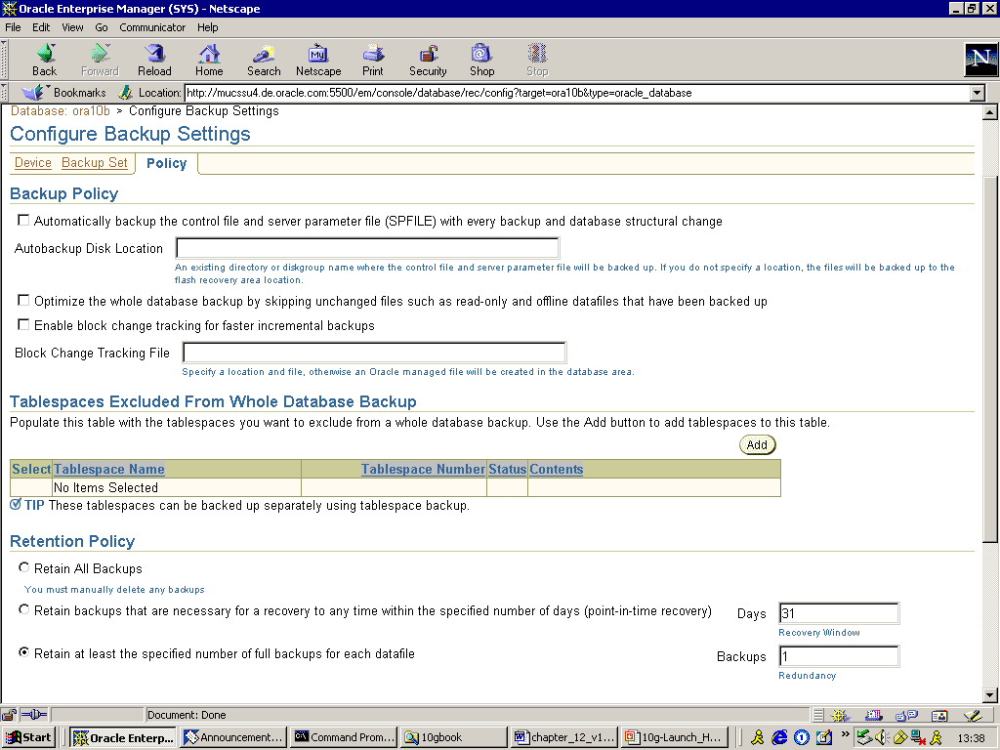 Oracle Enterprise Manager (SYS) - Netscape
File Edit View Go Communicator Help
Back Forward Reload Home Search Netscape Print Security Shop Stop
Bookmarks Location: http://mucssu4.de.oracle.com:5500/em/console/database/rec/config?target=ora10b&type=oracle_database
Database: ora10b > Configure Backup Settings
Configure Backup Settings
Device Backup Set Policy
Backup Policy
Automatically backup the control file and server parameter file (SPFILE) with every backup and database structural change
Autobackup Disk Location
An existing directory or diskgroup name where the control file and server parameter file will be backed up. If you do not specify a location, the files will be backed up to the
flash recovery area location.
Optimize the whole database backup by skipping unchanged files such as read-only and offline datafiles that have been backed up
Enable block change tracking for faster incremental backups
Block Change Tracking File
Specify a location and file, otherwise an Oracle managed file will be created in the database area.
Tablespaces Excluded From Whole Database Backup
Populate this table with the tablespaces you want to exclude from a whole database backup. Use the Add button to add tablespaces to this table.
Add
Select Tablespace Name Tablespace Number Status Contents
No Items Selected
TIP These tablespaces can be backed up separately using tablespace backup.
Retention Policy
Retain All Backups
You must manually delete any backups
Retain backups that are necessary for a recovery to any time within the specified number of days (point-in-time recovery) Days 31
Recovery Window
Retain at least the specified number of full backups for each datafile Backups 1
Redundancy
Document: Done
Start Oracle Enterp... Announcement... Command Prom... 10gbook chapter_12_v1... 10g-Launch_H... 13:38